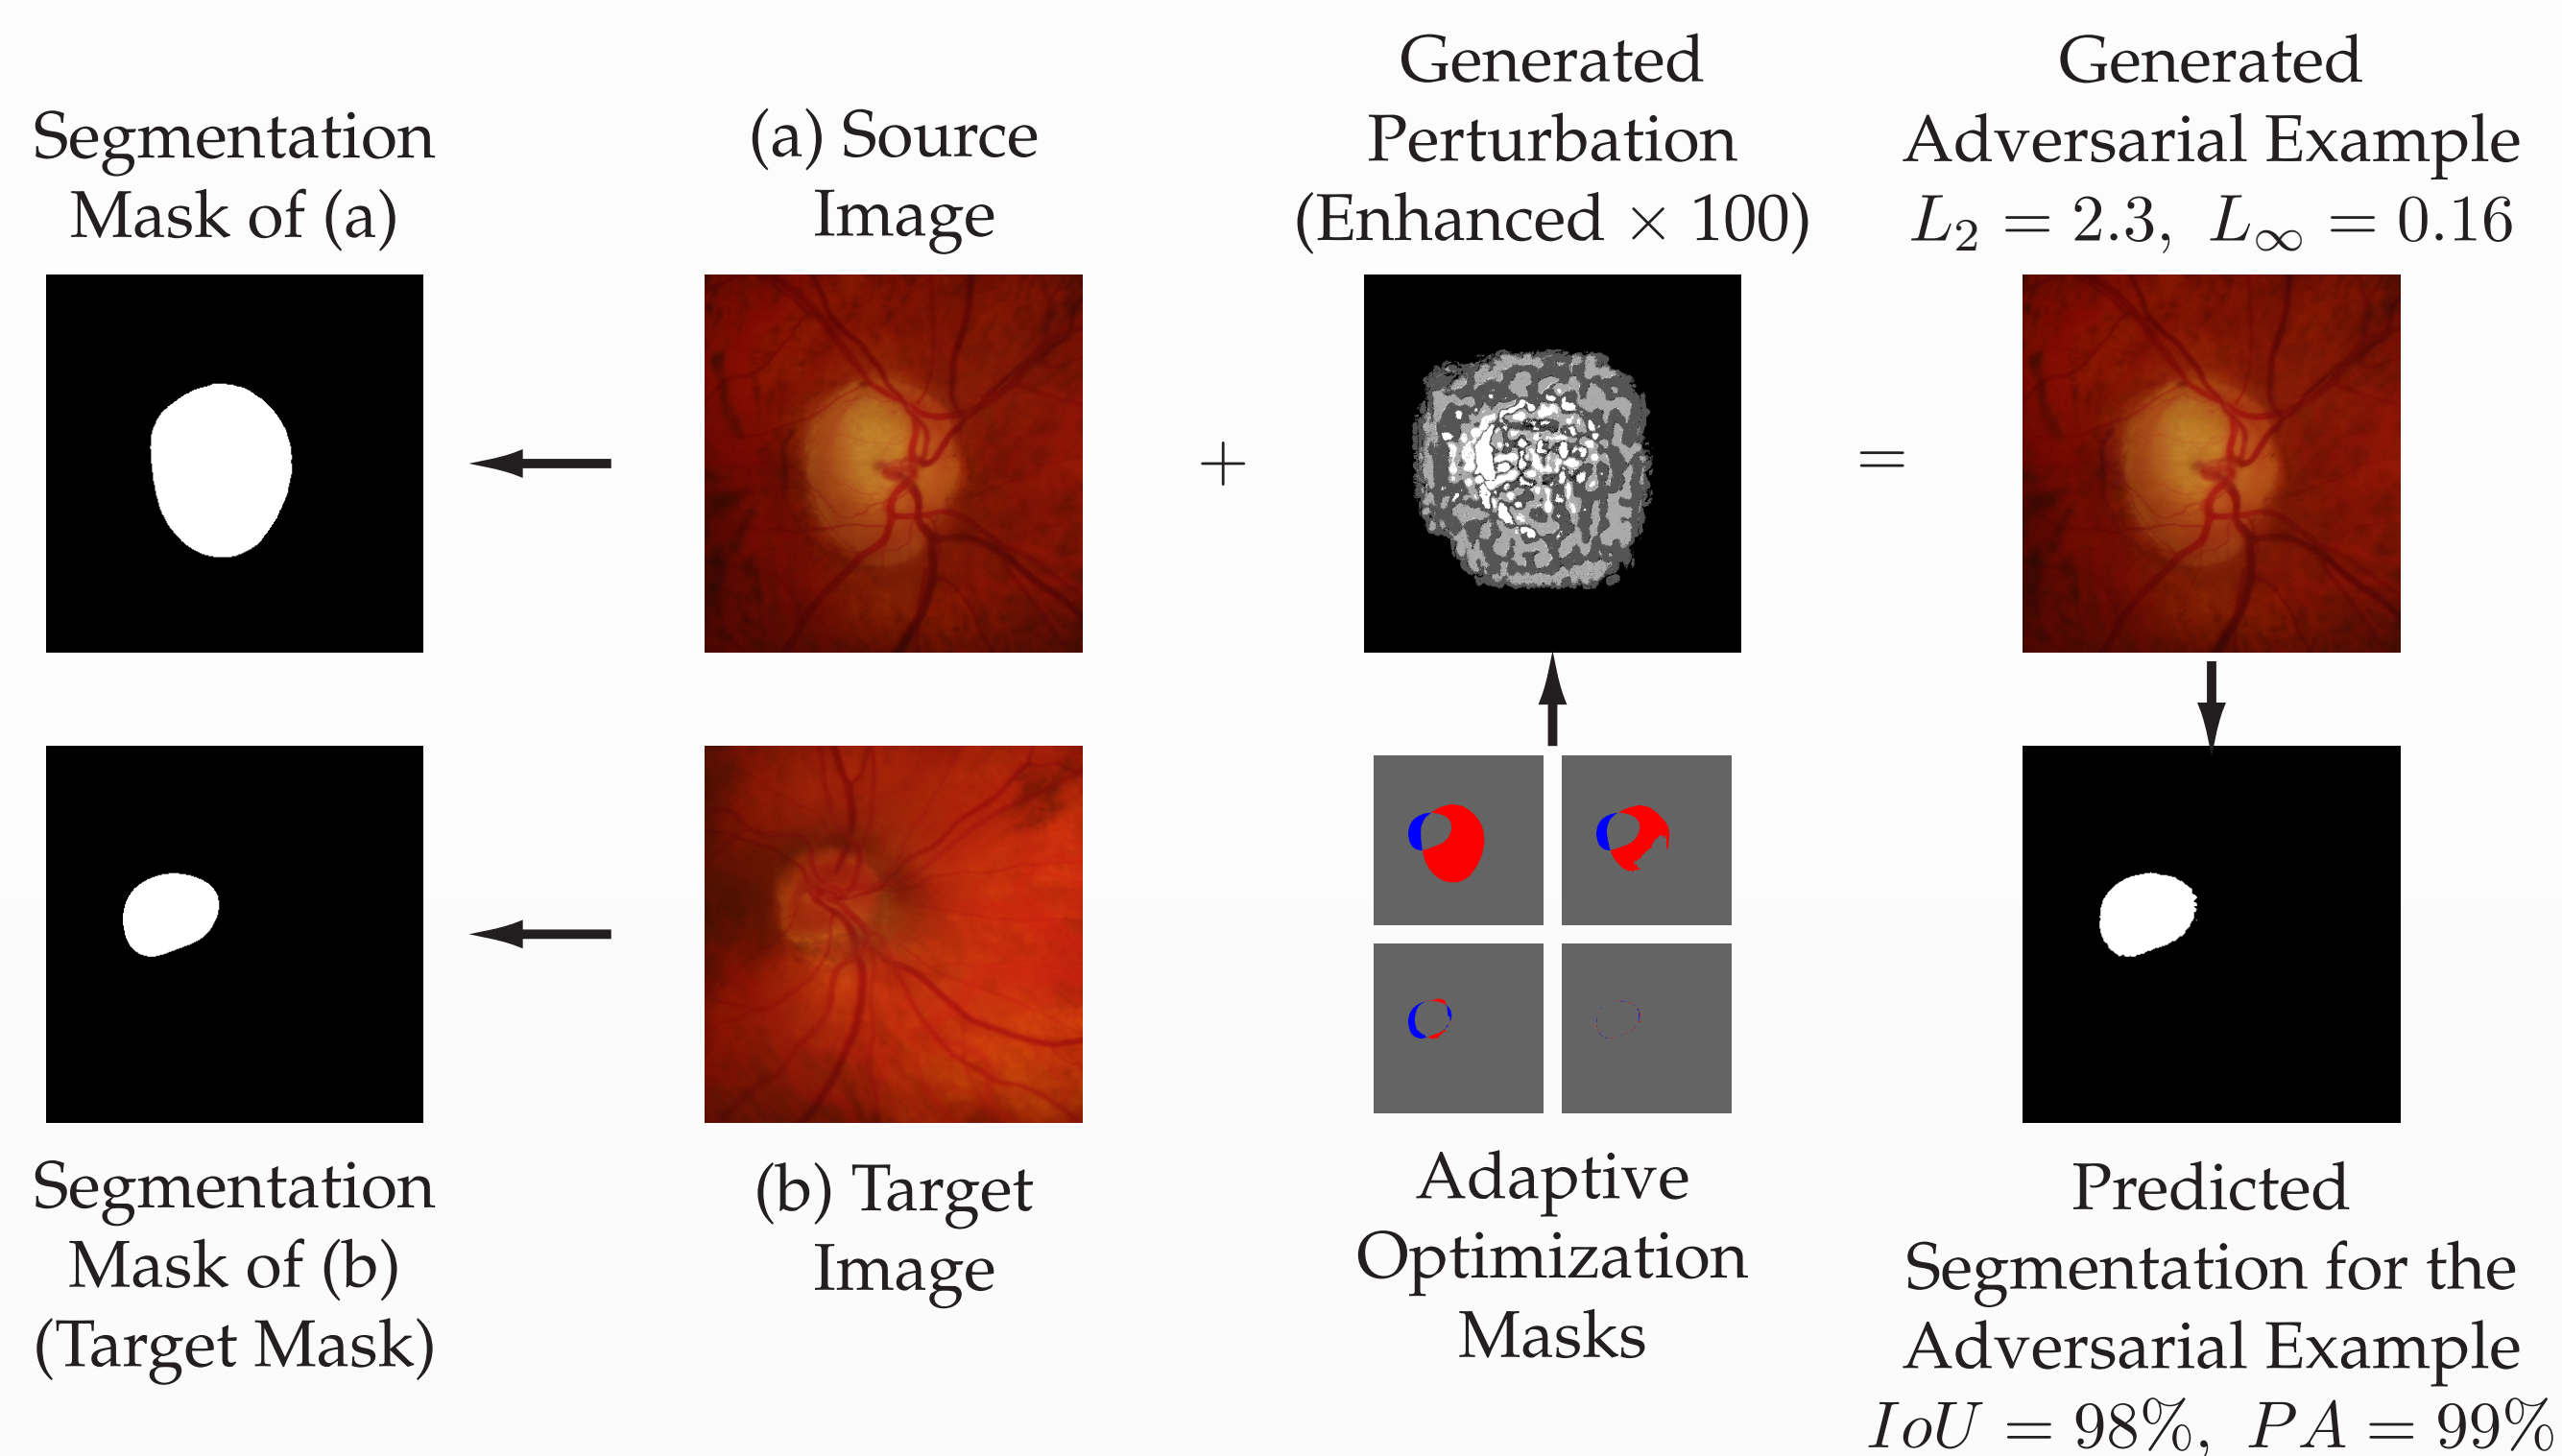 Segmentation
Mask of (a)
(a) Source
Image
Generated
Perturbation
(Enhanced × 100)
Generated
Adversarial Example
L₂ = 2.3, L∞ = 0.16
+
=
Segmentation
Mask of (b)
(Target Mask)
(b) Target
Image
Adaptive
Optimization
Masks
Predicted
Segmentation for the
Adversarial Example
IoU = 98%, PA = 99%